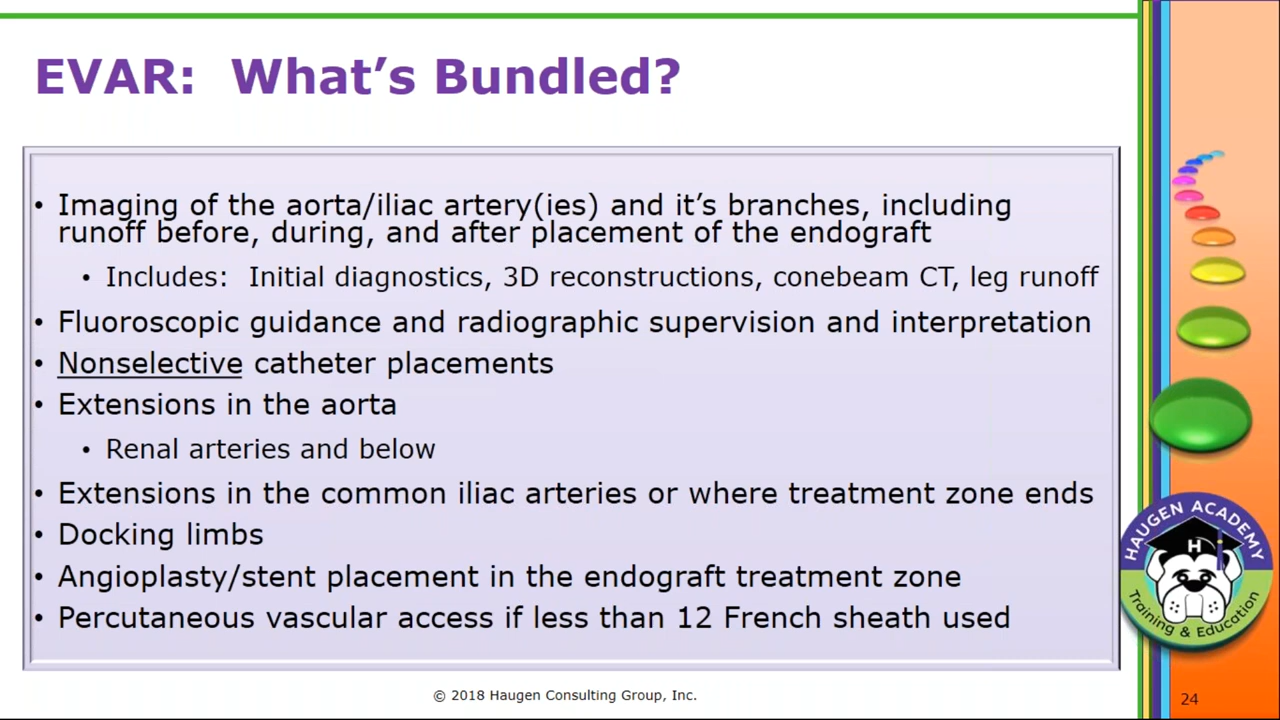 EVAR: What's Bundled?
• Imaging of the aorta/iliac artery(ies) and it's branches, including
runoff before, during, and after placement of the endograft
• Includes: Initial diagnostics, 3D reconstructions, conebeam CT, leg runoff
• Fluoroscopic guidance and radiographic supervision and interpretation
• Nonselective catheter placements
• Extensions in the aorta
• Renal arteries and below
• Extensions in the common iliac arteries or where treatment zone ends
• Docking limbs
• Angioplasty/stent placement in the endograft treatment zone
• Percutaneous vascular access if less than 12 French sheath used
HAUGEN ACADEMY
H
Training & Education
© 2018 Haugen Consulting Group, Inc.
24